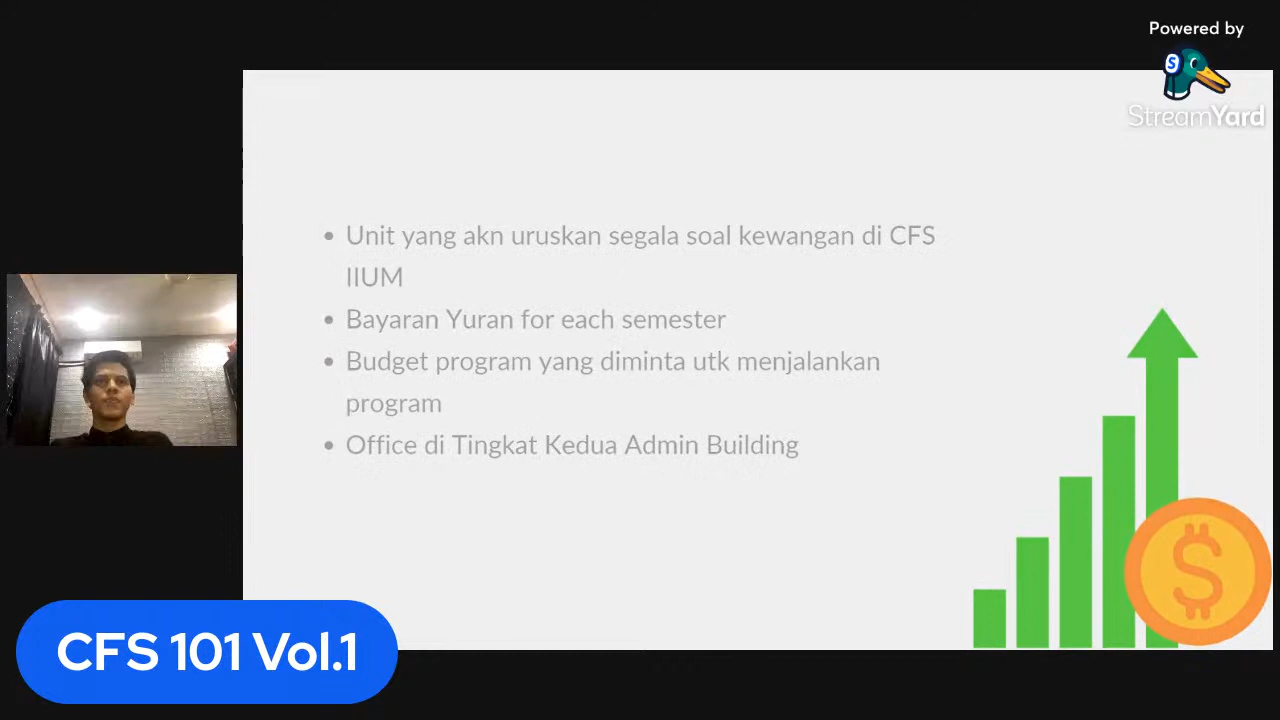 Powered by
StreamYard
Unit yang akn uruskan segala soal kewangan di CFS
IIUM
Bayaran Yuran for each semester
Budget program yang diminta utk menjalankan
program
Office di Tingkat Kedua Admin Building
CFS 101 Vol.1